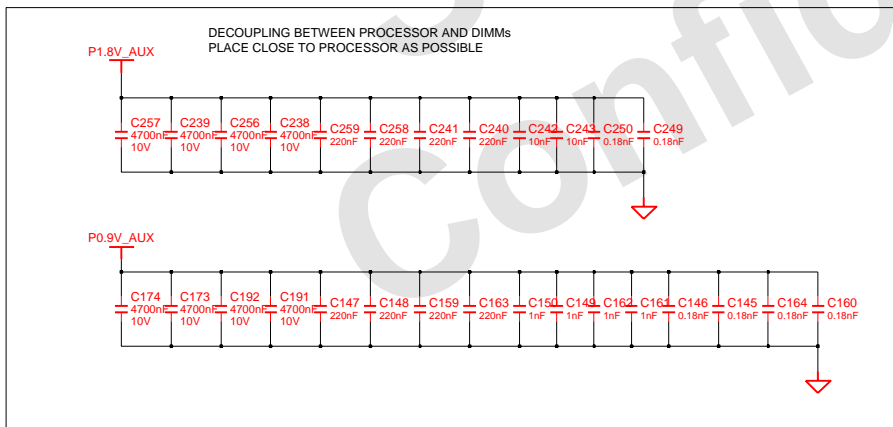 DECOUPLING BETWEEN PROCESSOR AND DIMMs
PLACE CLOSE TO PROCESSOR AS POSSIBLE
P1.8V_AUX
C257 C239 C256 C238 C259 C258 C241 C240 C242 C243 C250 C249
4700nF 4700nF 4700nF 4700nF 220nF 220nF 220nF 220nF 10nF 10nF 0.18nF 0.18nF
10V 10V 10V 10V
P0.9V_AUX
C174 C173 C192 C191 C147 C148 C159 C163 C150 C149 C162 C161 C146 C145 C164 C160
4700nF 4700nF 4700nF 4700nF 220nF 220nF 220nF 220nF 1nF 1nF 1nF 1nF 0.18nF 0.18nF 0.18nF 0.18nF
10V 10V 10V 10V